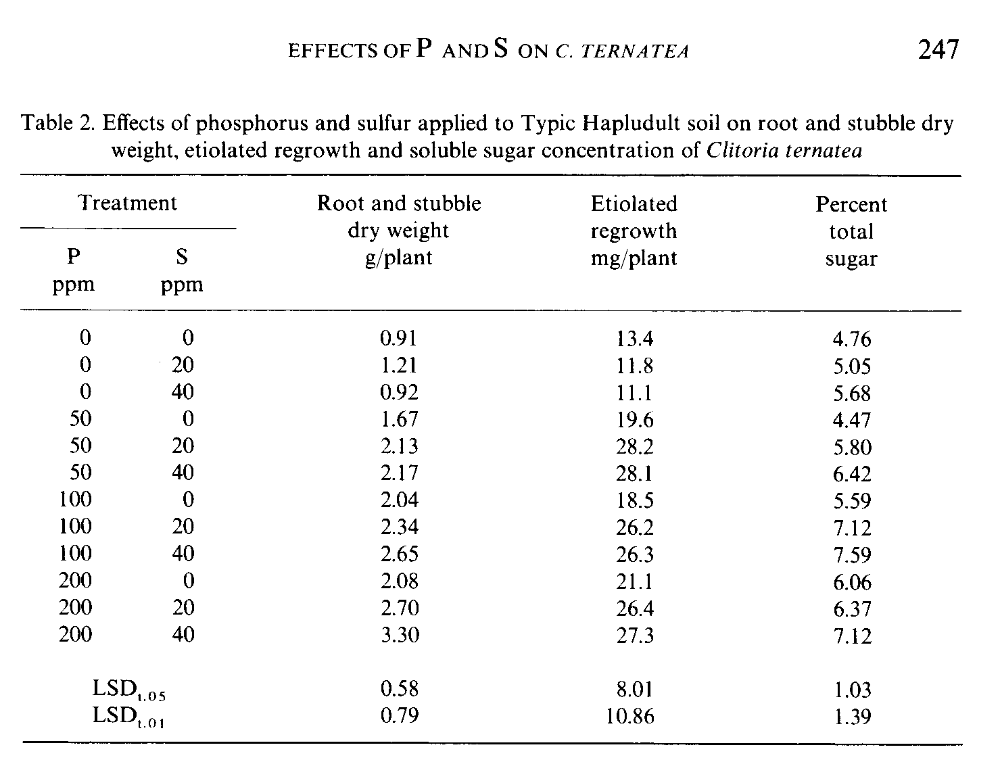 EFFECTS OF P AND S ON C. TERNATEA 247
Table 2. Effects of phosphorus and sulfur applied to Typic Hapludult soil on root and stubble dry
weight, etiolated regrowth and soluble sugar concentration of Clitoria ternatea
Treatment Root and stubble Etiolated Percent
dry weight regrowth total
P S g/plant mg/plant sugar
ppm ppm
0 0 0.91 13.4 4.76
0 20 1.21 11.8 5.05
0 40 0.92 11.1 5.68
50 0 1.67 19.6 4.47
50 20 2.13 28.2 5.80
50 40 2.17 28.1 6.42
100 0 2.04 18.5 5.59
100 20 2.34 26.2 7.12
100 40 2.65 26.3 7.59
200 0 2.08 21.1 6.06
200 20 2.70 26.4 6.37
200 40 3.30 27.3 7.12
LSDt.05 0.58 8.01 1.03
LSDt.01 0.79 10.86 1.39